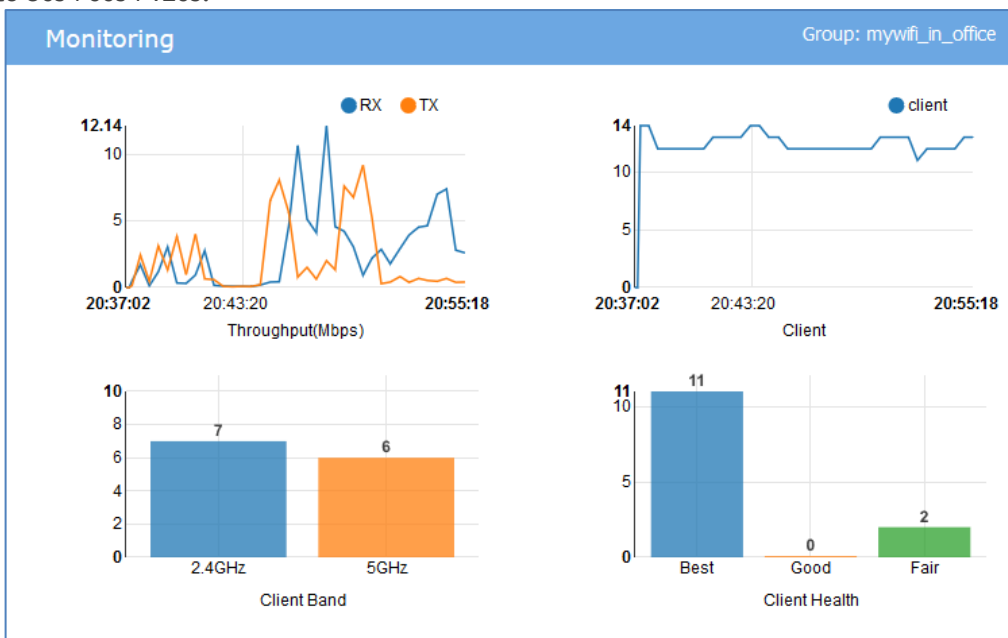 Monitoring
Group: mywifi_in_office
RX TX
12.14
10
5
0
20:37:02 20:43:20 20:55:18
Throughput(Mbps)
client
14
10
5
0
20:37:02 20:43:20 20:55:18
Client
10
8
6
4
2
0
7
6
2.4GHz 5GHz
Client Band
11
10
5
0
11
0
2
Best Good Fair
Client Health